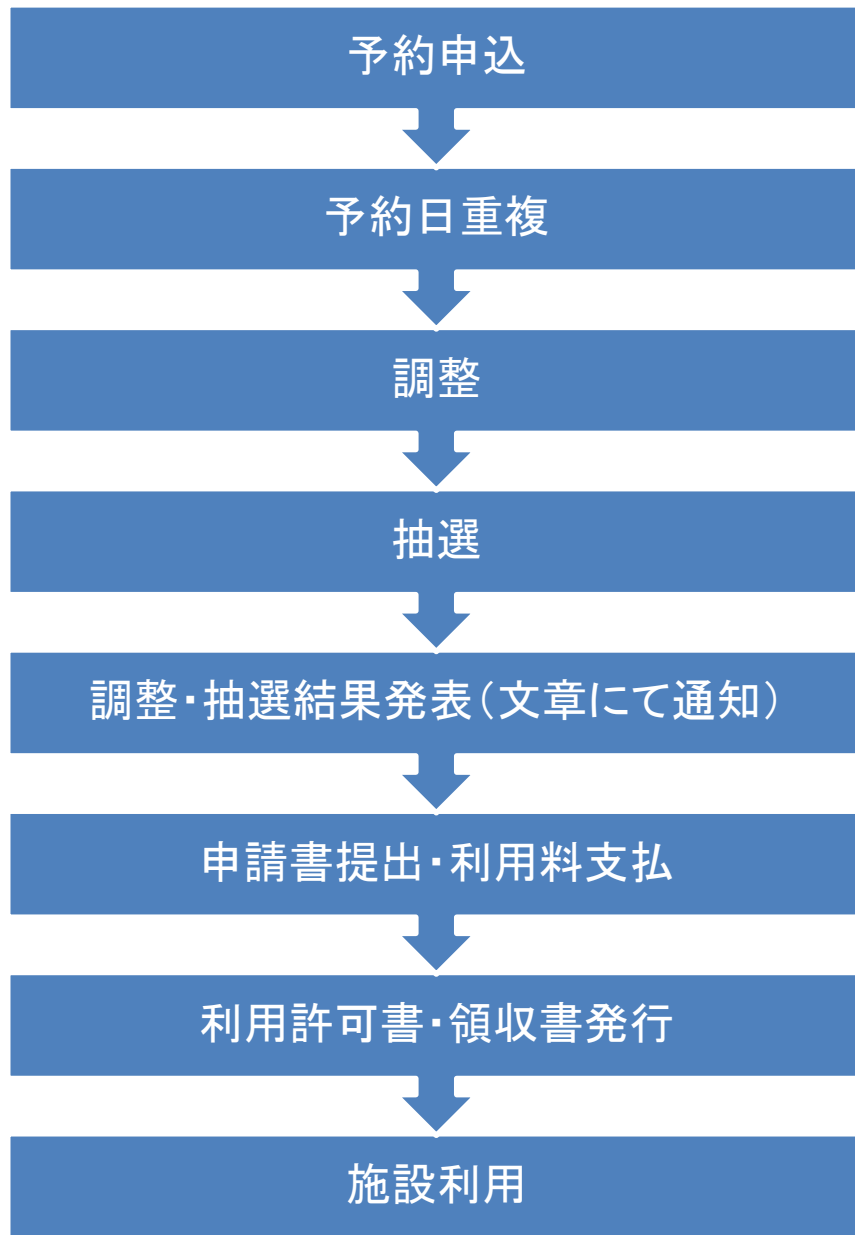 予約申込
予約日重複
調整
抽選
調整・抽選結果発表（文章にて通知）
申請書提出・利用料支払
利用許可書・領収書発行
施設利用